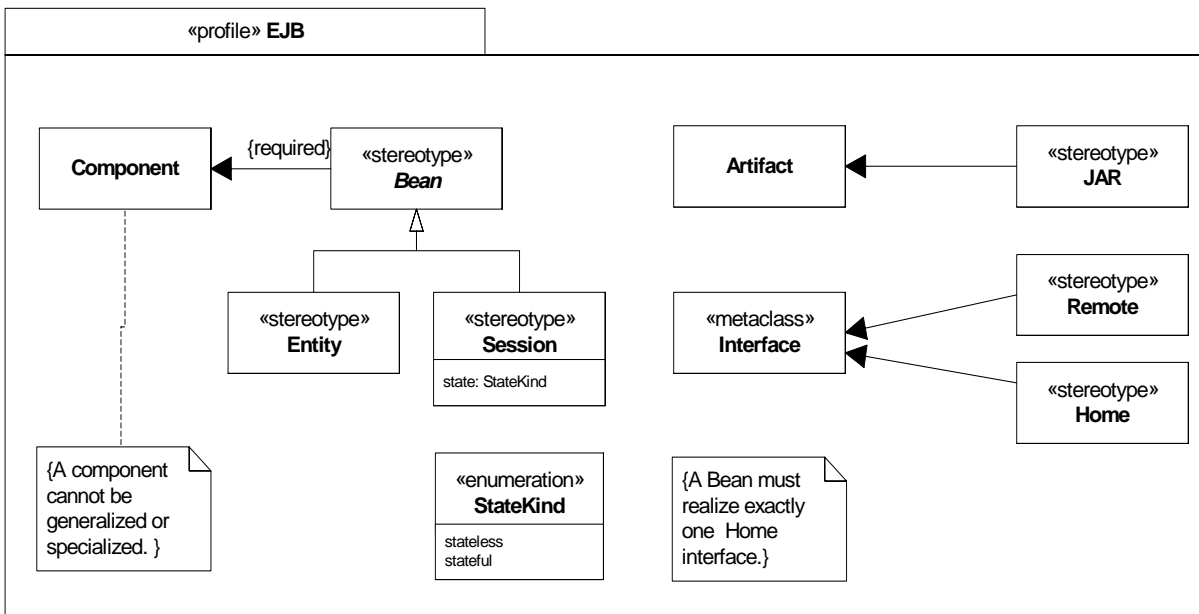 «profile» EJB
Component
{required}
«stereotype»
Bean
Artifact
«stereotype»
JAR
«stereotype»
Entity
«stereotype»
Session
state: StateKind
«metaclass»
Interface
«stereotype»
Remote
«stereotype»
Home
{A component
cannot be
generalized or
specialized. }
«enumeration»
StateKind
stateless
stateful
{A Bean must
realize exactly
one Home
interface.}